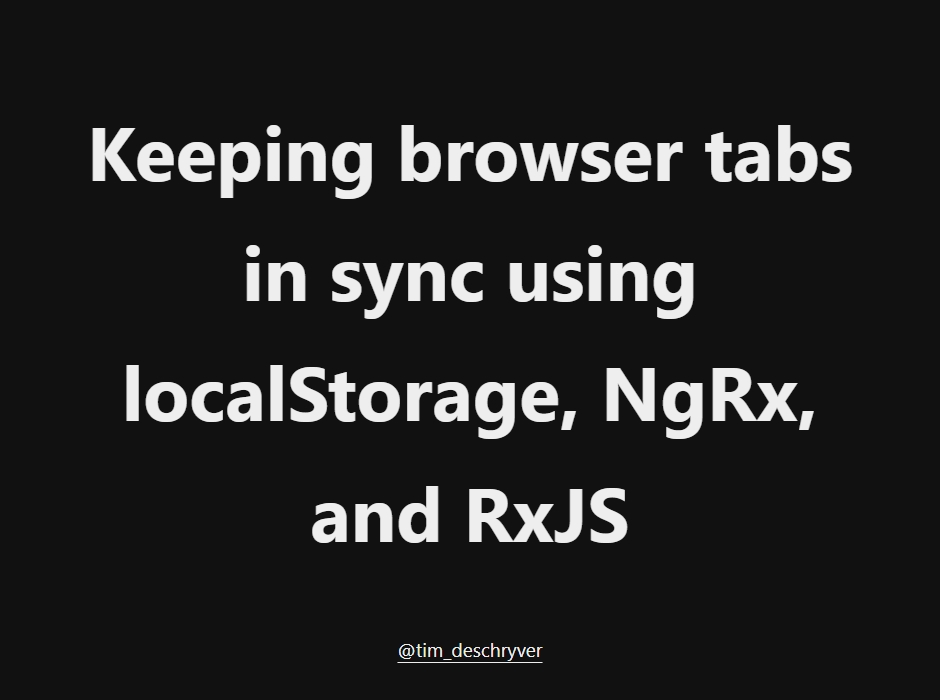 Keeping browser tabs
in sync using
localStorage, NgRx,
and RxJS
@tim_deschryver